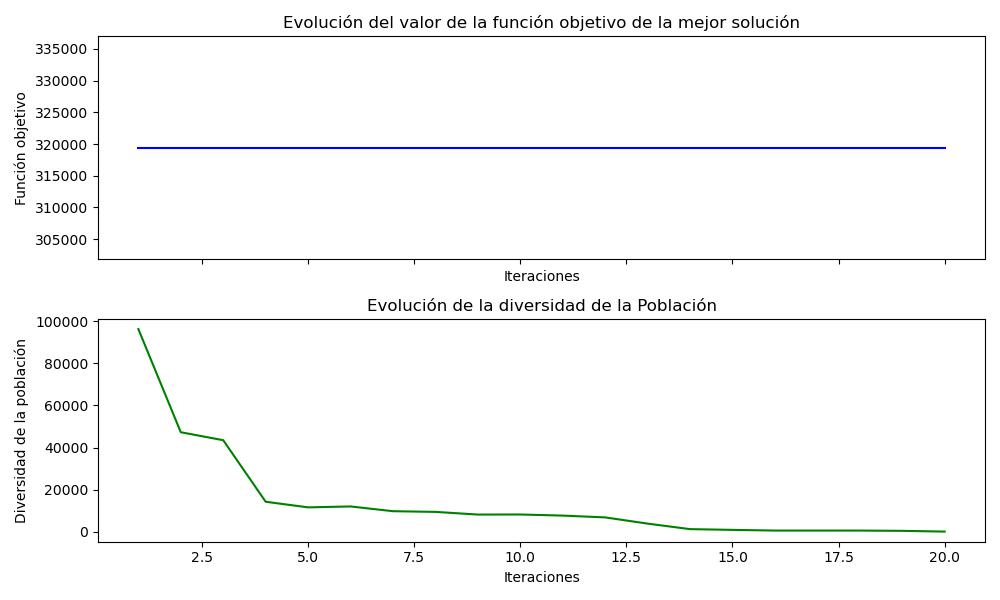 Evolución del valor de la función objetivo de la mejor solución
Función objetivo
335000
330000
325000
320000
315000
310000
305000
Iteraciones
Evolución de la diversidad de la Población
Diversidad de la población
100000
80000
60000
40000
20000
0
2.5 5.0 7.5 10.0 12.5 15.0 17.5 20.0
Iteraciones